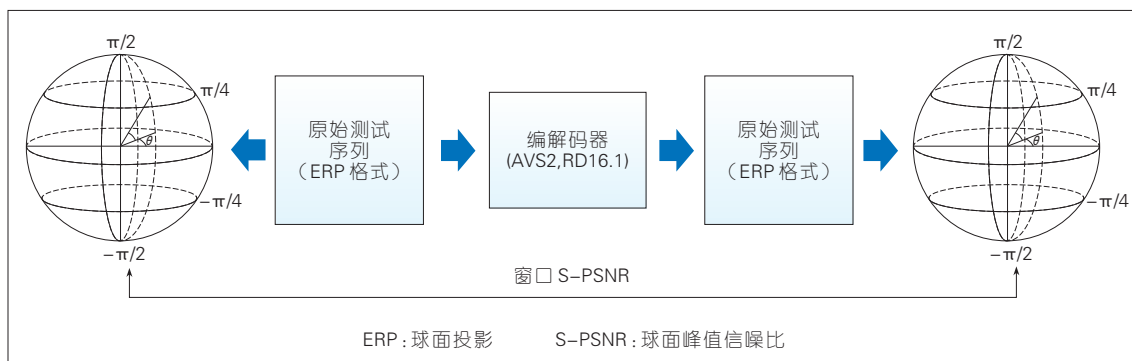 π/2
π/4
θ
−π/4
−π/2
原始测试
序列
(ERP 格式)
编解码器
(AVS2,RD16.1)
原始测试
序列
(ERP 格式)
π/2
π/4
θ
−π/4
−π/2
窗口 S−PSNR
ERP：球面投影 S−PSNR：球面峰值信噪比